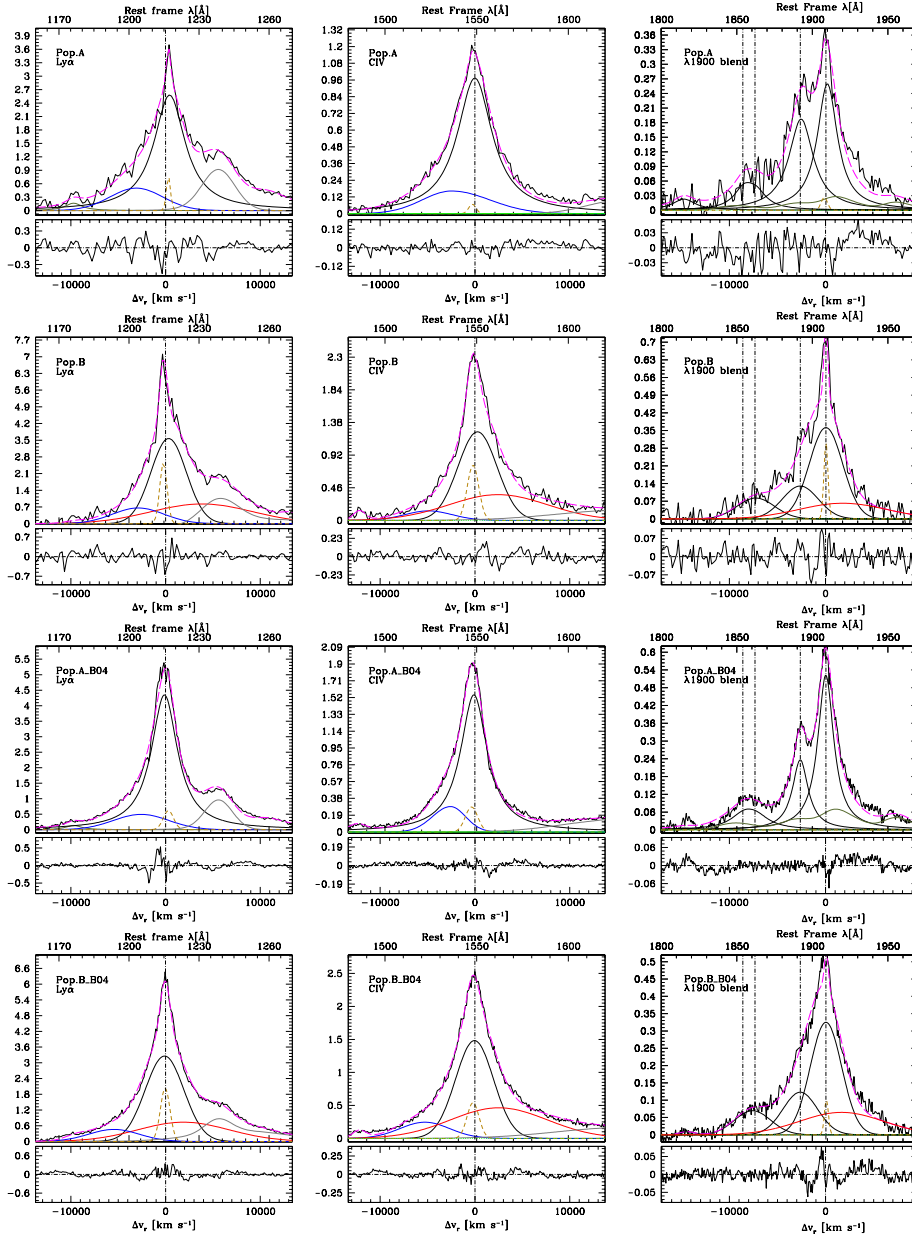 Rest frame λ[Å]
1170 1200 1230 1260
Pop.A
Lyα
3.9
3.6
3.3
3
2.7
2.4
2.1
1.8
1.5
1.2
0.9
0.6
0.3
0
0.3
0
−0.3
−10000 0 10000
Δvr [km s⁻¹]
Rest Frame λ[Å]
1500 1550 1600
Pop.A
CIV
1.32
1.2
1.08
0.96
0.84
0.72
0.6
0.48
0.36
0.24
0.12
0
0.12
0
−0.12
−10000 0 10000
Δvr [km s⁻¹]
Rest Frame λ[Å]
1800 1850 1900 1950
Pop.A
λ1900 blend
0.36
0.33
0.3
0.27
0.24
0.21
0.18
0.15
0.12
0.09
0.06
0.03
0
0.03
0
−0.03
−10000 0
Δvr [km s⁻¹]
Rest frame λ[Å]
1170 1200 1230 1260
Pop.B
Lyα
7.7
7
6.3
5.6
4.9
4.2
3.5
2.8
2.1
1.4
0.7
0
0.7
0
−0.7
−10000 0 10000
Δvr [km s⁻¹]
Rest Frame λ[Å]
1500 1550 1600
Pop.B
CIV
2.3
1.84
1.38
0.92
0.46
0
0.23
0
−0.23
−10000 0 10000
Δvr [km s⁻¹]
Rest Frame λ[Å]
1800 1850 1900 1950
Pop.B
λ1900 blend
0.7
0.63
0.56
0.49
0.42
0.35
0.28
0.21
0.14
0.07
0
0.07
0
−0.07
−10000 0
Δvr [km s⁻¹]
Rest frame λ[Å]
1170 1200 1230 1260
Pop.A_B04
Lyα
5.5
5
4.5
4
3.5
3
2.5
2
1.5
1
0.5
0
0.5
0
−0.5
−10000 0 10000
Δvr [km s⁻¹]
Rest Frame λ[Å]
1500 1550 1600
Pop.A_B04
CIV
2.09
1.9
1.71
1.52
1.33
1.14
0.95
0.76
0.57
0.38
0.19
0
0.19
0
−0.19
−10000 0 10000
Δvr [km s⁻¹]
Rest Frame λ[Å]
1800 1850 1900 1950
Pop.A_B04
λ1900 blend
0.6
0.54
0.48
0.42
0.36
0.3
0.24
0.18
0.12
0.06
0
0.06
0
−0.06
−10000 0
Δvr [km s⁻¹]
Rest frame λ[Å]
1170 1200 1230 1260
Pop.B_B04
Lyα
6.6
6
5.4
4.8
4.2
3.6
3
2.4
1.8
1.2
0.6
0
0.6
0
−0.6
−10000 0 10000
Δvr [km s⁻¹]
Rest Frame λ[Å]
1500 1550 1600
Pop.B_B04
CIV
2.5
2
1.5
1
0.5
0
0.25
0
−0.25
−10000 0 10000
Δvr [km s⁻¹]
Rest Frame λ[Å]
1800 1850 1900 1950
Pop.B_B04
λ1900 blend
0.5
0.45
0.4
0.35
0.3
0.25
0.2
0.15
0.1
0.05
0
0.05
0
−0.05
−10000 0
Δvr [km s⁻¹]